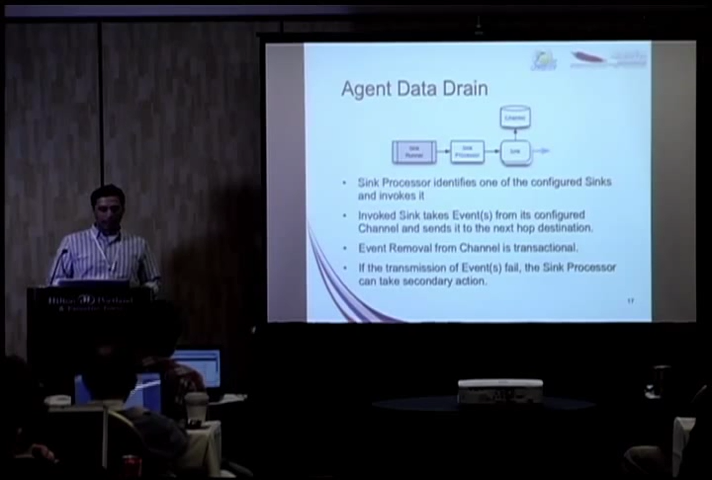 Agent Data Drain
Channel
Sink
Runner
Sink
Processor
Sink
• Sink Processor identifies one of the configured Sinks
and invokes it
• Invoked Sink takes Event(s) from its configured
Channel and sends it to the next hop destination.
• Event Removal from Channel is transactional.
• If the transmission of Event(s) fail, the Sink Processor
can take secondary action.
17
Hilton Portland